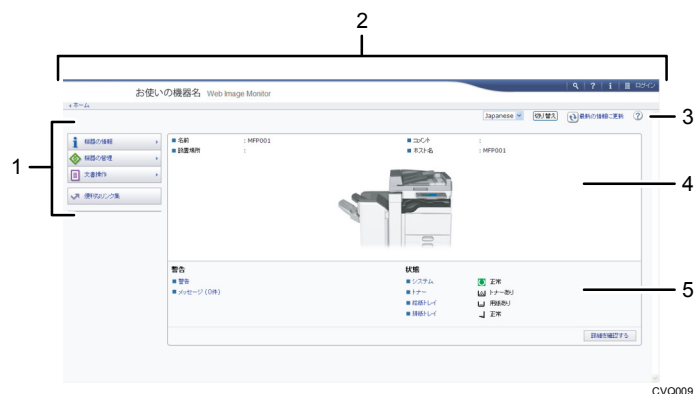 2
お使いの機器名 Web Image Monitor
? i ログイン
ホーム
Japanese 切り替え 最新の情報に更新 ? 3
1
機器の情報
機器の管理
文書操作
便利なリンク集
名前 : MFP001 コメント :
設置場所 : ホスト名 : MFP001
4
警告 状態
警告 システム 正常
メッセージ (0件) トナー トナーあり
給紙トレイ 用紙あり
排紙トレイ 正常
5
詳細を確認する
CVQ009